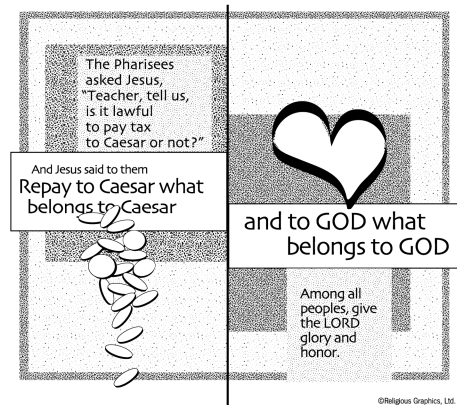 The Pharisees
asked Jesus,
"Teacher, tell us,
is it lawful
to pay tax
to Caesar or not?"
And Jesus said to them
Repay to Caesar what
belongs to Caesar
and to GOD what
belongs to GOD
Among all
peoples, give
the LORD
glory and
honor.
©Religious Graphics, Ltd.